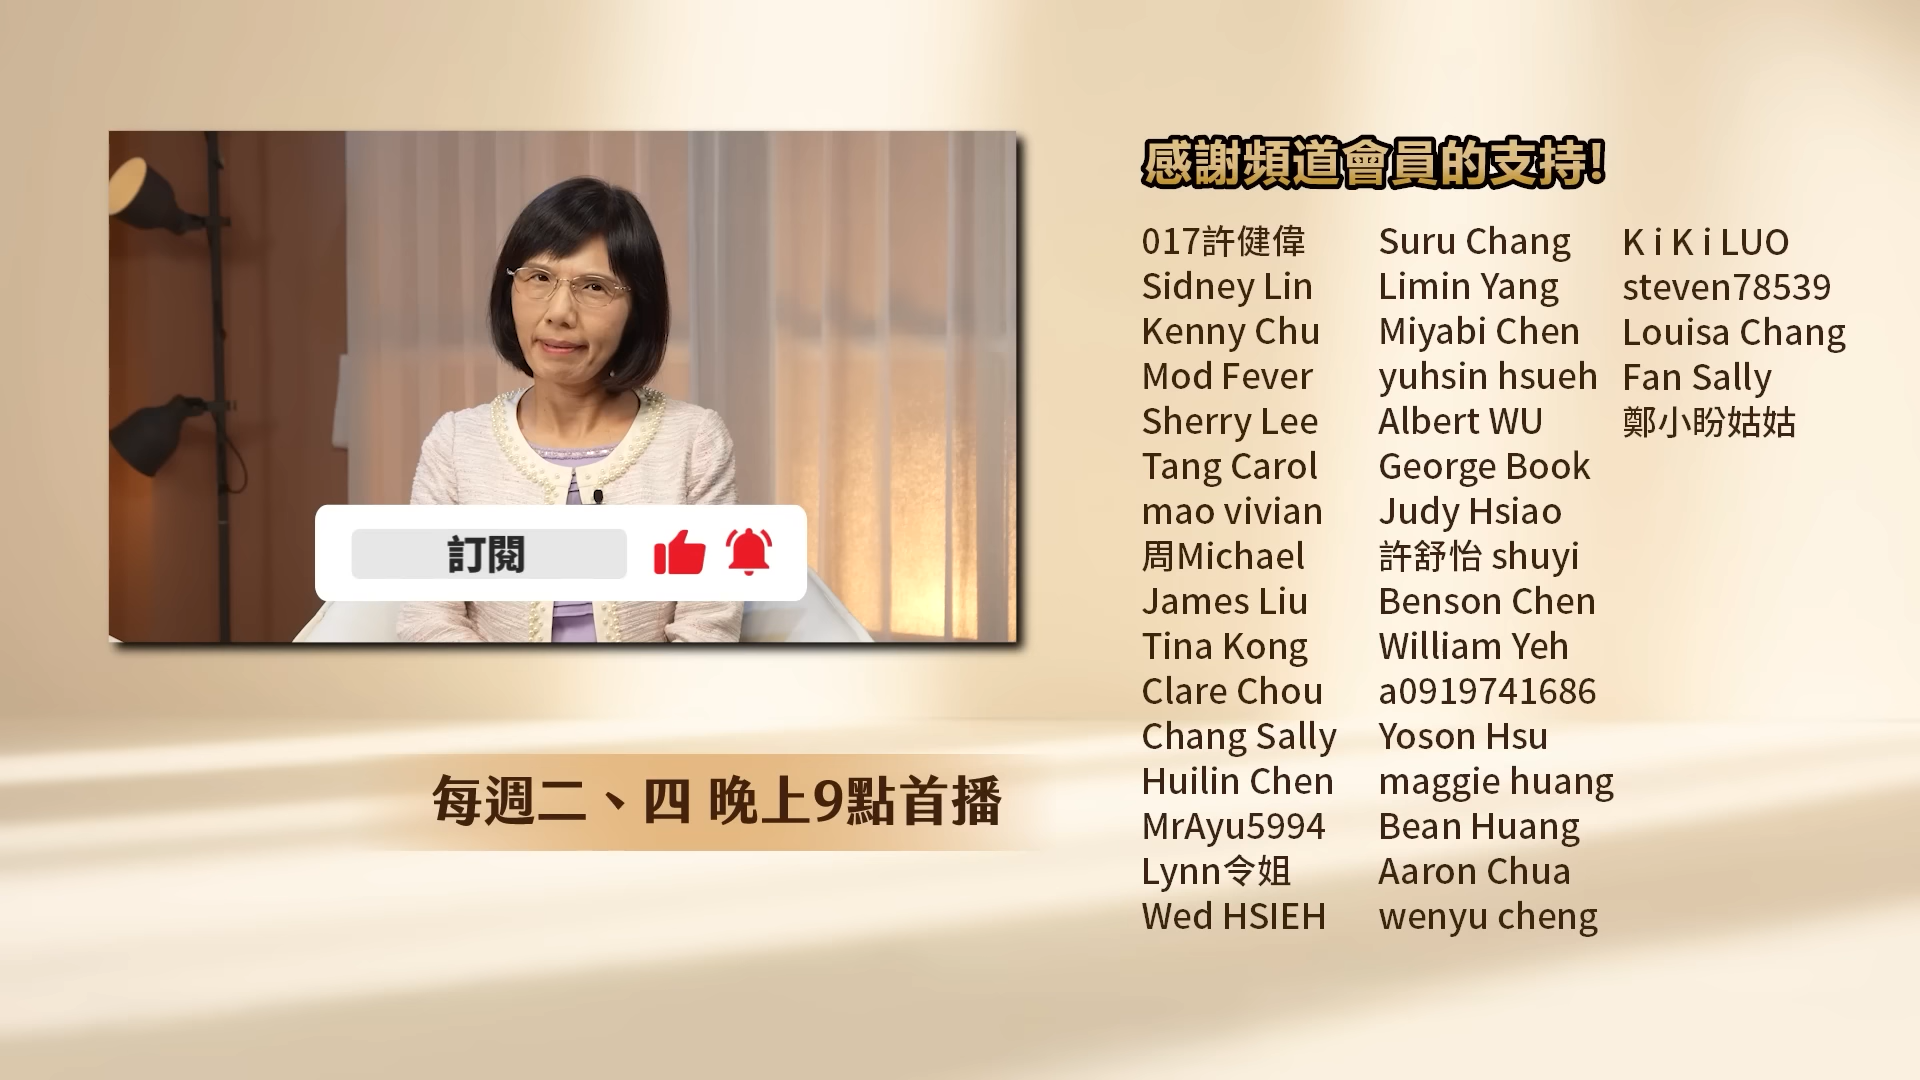 感謝頻道會員的支持!
017許健偉
Sidney Lin
Kenny Chu
Mod Fever
Sherry Lee
Tang Carol
mao vivian
周Michael
James Liu
Tina Kong
Clare Chou
Chang Sally
Huilin Chen
MrAyu5994
Lynn令姐
Wed HSIEH
Suru Chang
Limin Yang
Miyabi Chen
yuhsin hsueh
Albert WU
George Book
Judy Hsiao
許舒怡 shuyi
Benson Chen
William Yeh
a0919741686
Yoson Hsu
maggie huang
Bean Huang
Aaron Chua
wenyu cheng
K i K i LUO
steven78539
Louisa Chang
Fan Sally
鄭小盼姑姑
訂閱
每週二、四 晚上9點首播